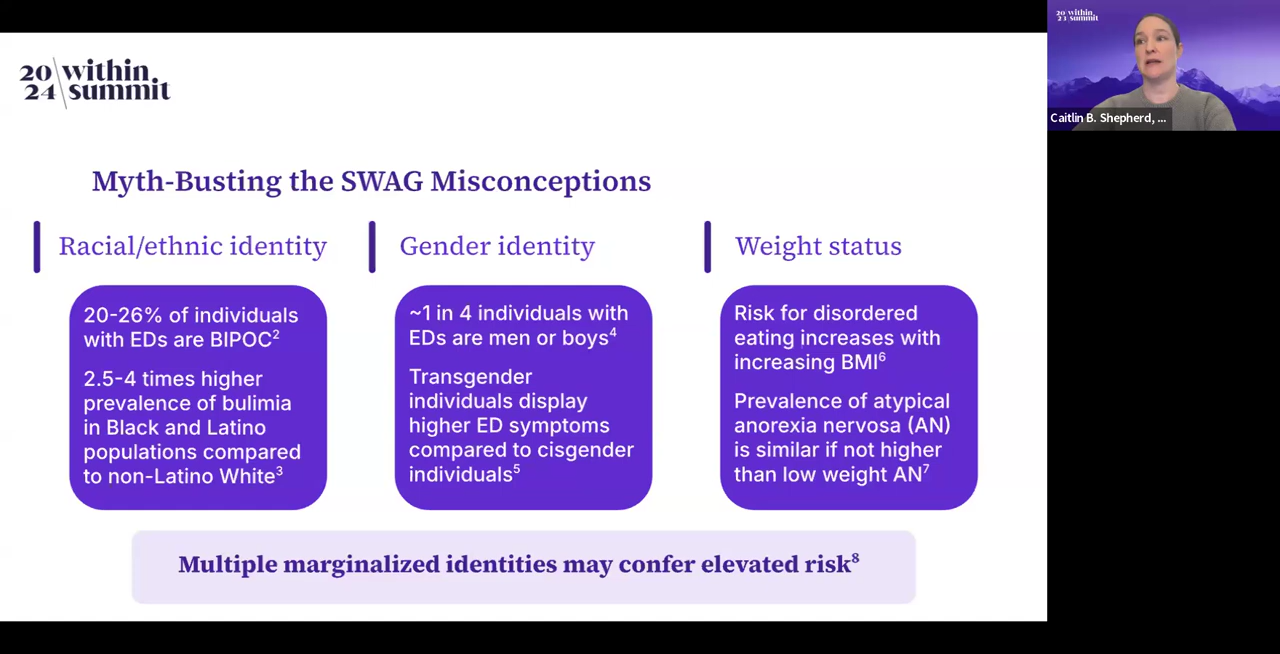 20 within
24 summit
Myth-Busting the SWAG Misconceptions
Racial/ethnic identity
20-26% of individuals
with EDs are BIPOC²
2.5-4 times higher
prevalence of bulimia
in Black and Latino
populations compared
to non-Latino White³
Gender identity
~1 in 4 individuals with
EDs are men or boys⁴
Transgender
individuals display
higher ED symptoms
compared to cisgender
individuals⁵
Weight status
Risk for disordered
eating increases with
increasing BMI⁶
Prevalence of atypical
anorexia nervosa (AN)
is similar if not higher
than low weight AN⁷
Multiple marginalized identities may confer elevated risk⁸
20 within
24 summit
Caitlin B. Shepherd, ...